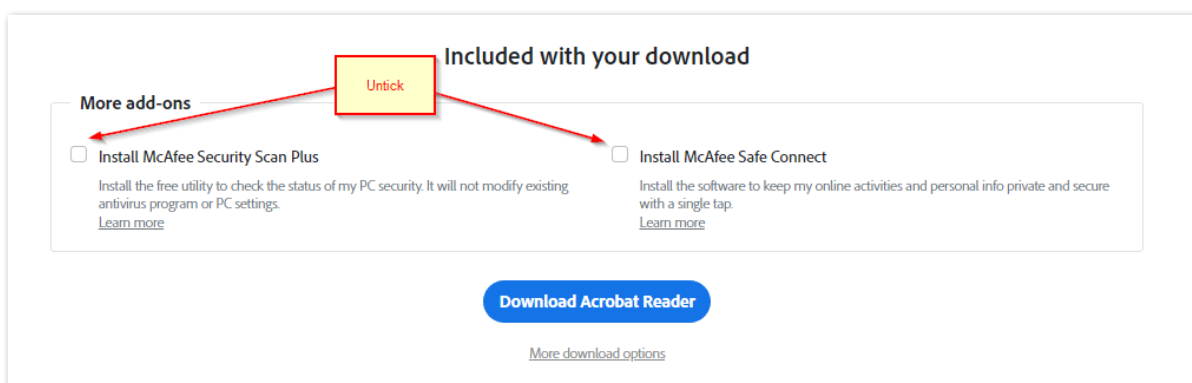 Included with your download
Untick
More add-ons
Install McAfee Security Scan Plus
Install the free utility to check the status of my PC security. It will not modify existing
antivirus program or PC settings.
Learn more
Install McAfee Safe Connect
Install the software to keep my online activities and personal info private and secure
with a single tap.
Learn more
Download Acrobat Reader
More download options